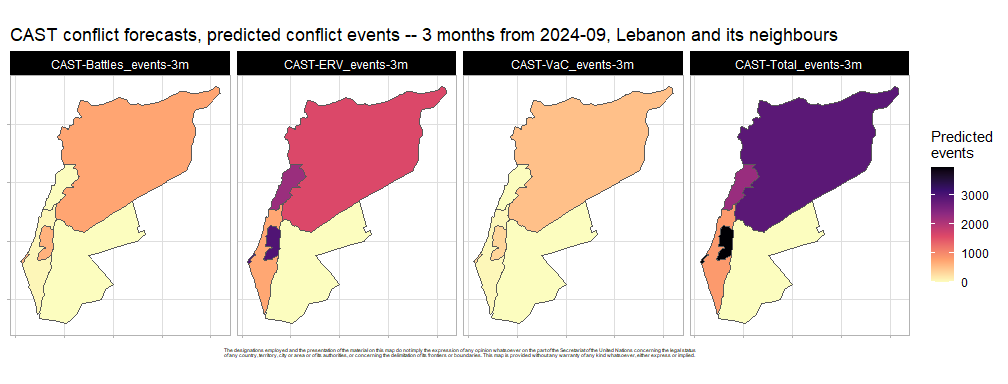 CAST conflict forecasts, predicted conflict events -- 3 months from 2024-09, Lebanon and its neighbours
CAST-Battles_events-3m
CAST-ERV_events-3m
CAST-VaC_events-3m
CAST-Total_events-3m
Predicted
events
3000
2000
1000
0
The designations employed and the presentation of the material on this map do not imply the expression of any opinion whatsoever on the part of the Secretariat of the United Nations concerning the legal status
of any country, territory, city or area or of its authorities, or concerning the delimitation of its frontiers or boundaries. This map is provided without any warranty of any kind whatsoever, either express or implied.